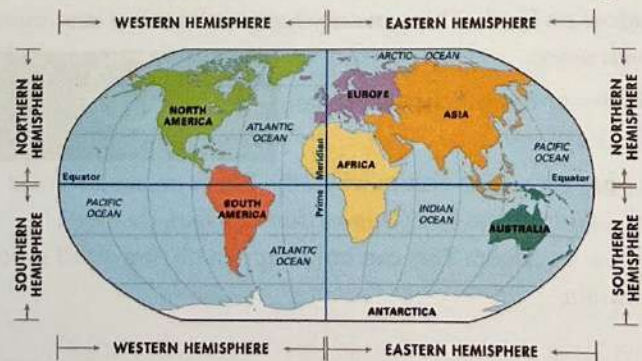 WESTERN HEMISPHERE
EASTERN HEMISPHERE
NORTHERN
HEMISPHERE
SOUTHERN
HEMISPHERE
ARCTIC OCEAN
NORTH
AMERICA
EUROPE
ASIA
ATLANTIC
OCEAN
AFRICA
PACIFIC
OCEAN
Prime Meridian
Equator
Equator
PACIFIC
OCEAN
SOUTH
AMERICA
INDIAN
OCEAN
AUSTRALIA
ATLANTIC
OCEAN
ANTARCTICA
NORTHERN
HEMISPHERE
SOUTHERN
HEMISPHERE
WESTERN HEMISPHERE
EASTERN HEMISPHERE